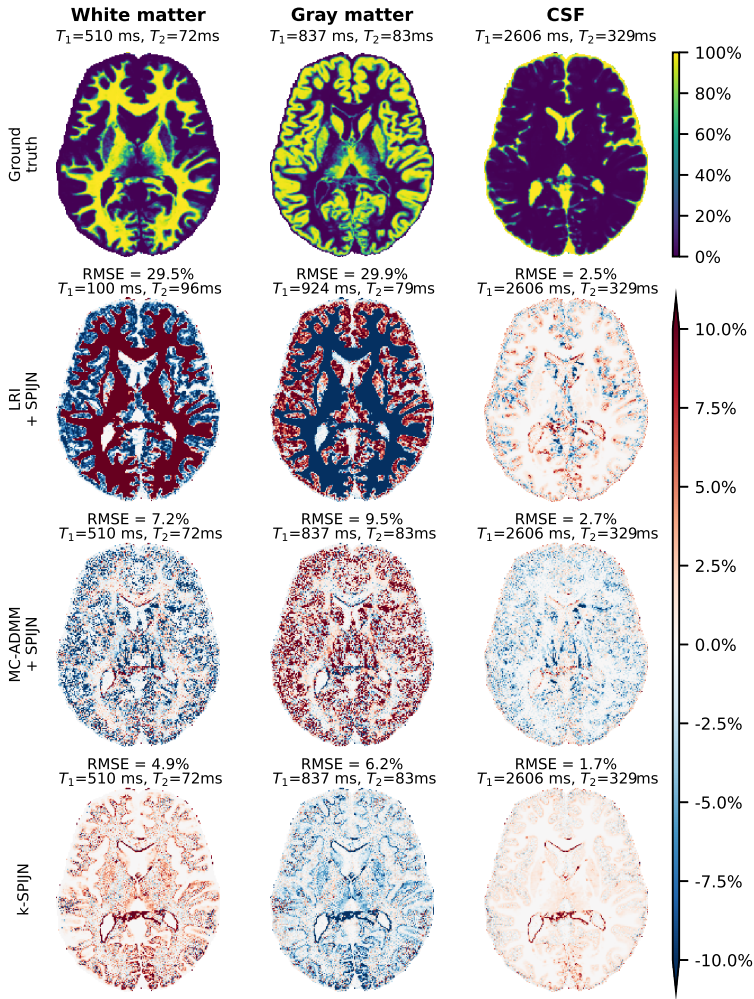 White matter Gray matter CSF
T₁=510 ms, T₂=72ms T₁=837 ms, T₂=83ms T₁=2606 ms, T₂=329ms
Ground
truth
100%
80%
60%
40%
20%
0%
RMSE = 29.5% RMSE = 29.9% RMSE = 2.5%
T₁=100 ms, T₂=96ms T₁=924 ms, T₂=79ms T₁=2606 ms, T₂=329ms
LRI
+ SPIJN
RMSE = 7.2% RMSE = 9.5% RMSE = 2.7%
T₁=510 ms, T₂=72ms T₁=837 ms, T₂=83ms T₁=2606 ms, T₂=329ms
MC-ADMM
+ SPIJN
RMSE = 4.9% RMSE = 6.2% RMSE = 1.7%
T₁=510 ms, T₂=72ms T₁=837 ms, T₂=83ms T₁=2606 ms, T₂=329ms
k-SPIJN
10.0%
7.5%
5.0%
2.5%
0.0%
-2.5%
-5.0%
-7.5%
-10.0%